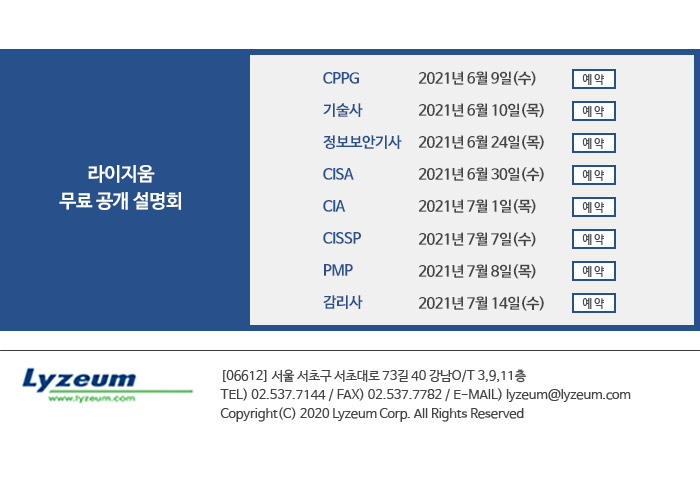 라이지움
무료 공개 설명회
CPPG 2021년 6월 9일(수) 예약
기술사 2021년 6월 10일(목) 예약
정보보안기사 2021년 6월 24일(목) 예약
CISA 2021년 6월 30일(수) 예약
CIA 2021년 7월 1일(목) 예약
CISSP 2021년 7월 7일(수) 예약
PMP 2021년 7월 8일(목) 예약
감리사 2021년 7월 14일(수) 예약
Lyzeum
www.lyzeum.com
[06612] 서울 서초구 서초대로 73길 40 강남O/T 3,9,11층
TEL) 02.537.7144 / FAX) 02.537.7782 / E-MAIL) lyzeum@lyzeum.com
Copyright(C) 2020 Lyzeum Corp. All Rights Reserved